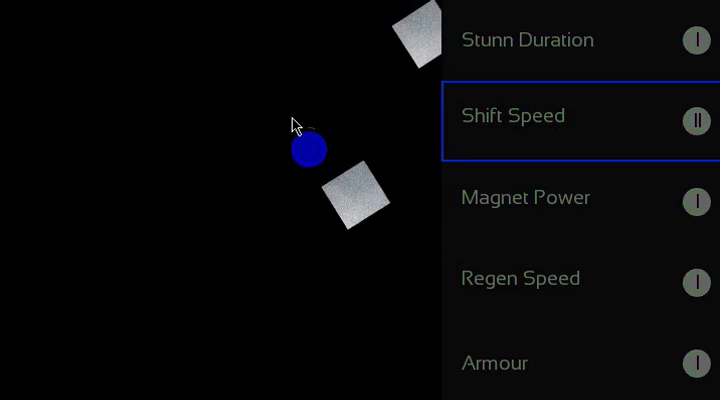 Stunn Duration I
Shift Speed II
Magnet Power I
Regen Speed I
Armour I